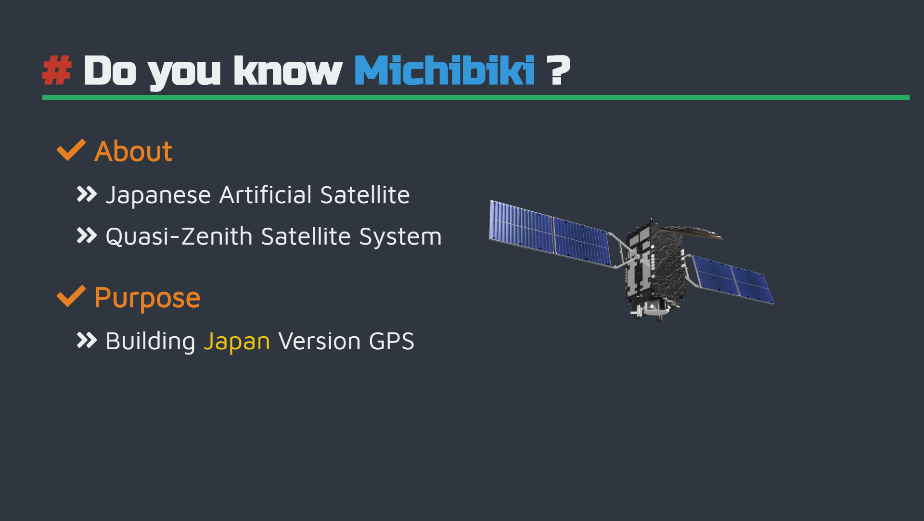 # Do you know Michibiki ?
About
Japanese Artificial Satellite
Quasi-Zenith Satellite System
Purpose
Building Japan Version GPS